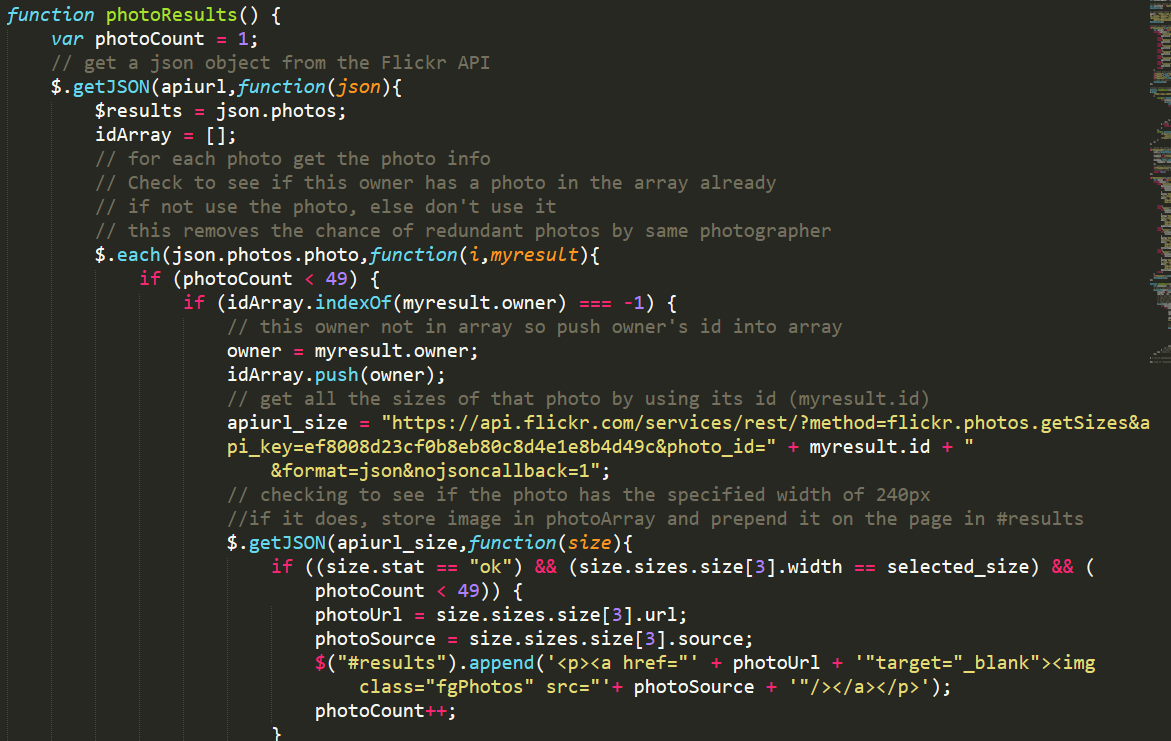 function photoResults() {
var photoCount = 1;
// get a json object from the Flickr API
$.getJSON(apiurl,function(json){
$results = json.photos;
idArray = [];
// for each photo get the photo info
// Check to see if this owner has a photo in the array already
// if not use the photo, else don't use it
// this removes the chance of redundant photos by same photographer
$.each(json.photos.photo,function(i,myresult){
if (photoCount < 49) {
if (idArray.indexOf(myresult.owner) === -1) {
// this owner not in array so push owner's id into array
owner = myresult.owner;
idArray.push(owner);
// get all the sizes of that photo by using its id (myresult.id)
apiurl_size = "https://api.flickr.com/services/rest/?method=flickr.photos.getSizes&a
pi_key=ef8008d23cf0b8eb80c8d4e1e8b4d49c&photo_id=" + myresult.id + "
&format=json&nojsoncallback=1";
// checking to see if the photo has the specified width of 240px
//if it does, store image in photoArray and prepend it on the page in #results
$.getJSON(apiurl_size,function(size){
if ((size.stat == "ok") && (size.sizes.size[3].width == selected_size) && (
photoCount < 49)) {
photoUrl = size.sizes.size[3].url;
photoSource = size.sizes.size[3].source;
$("#results").append('<p><a href="' + photoUrl + '"target="_blank"><img
class="fgPhotos" src="'+ photoSource + '"/></a></p>');
photoCount++;
}